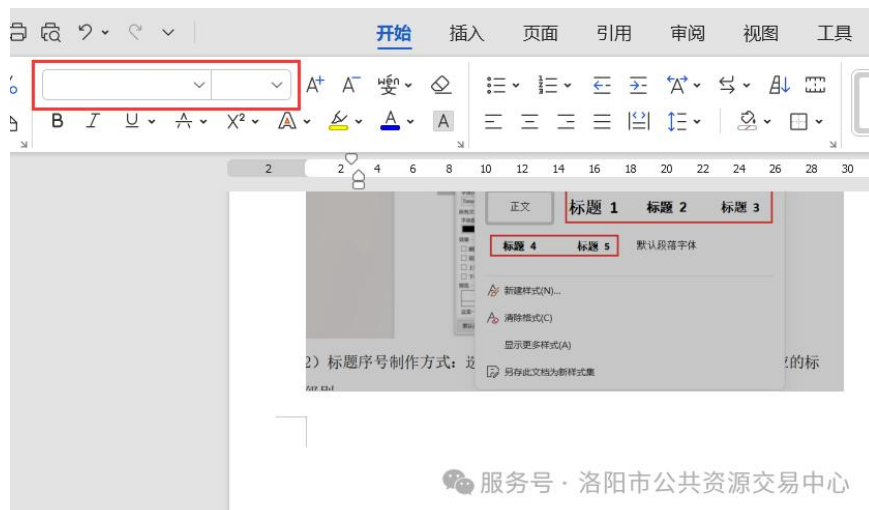 开始 插入 页面 引用 审阅 视图 工具
A+ A- wén 变
B I U A X² A A A
2 2 4 6 8 10 12 14 16 18 20 22 24 26 28 30
正文 标题 1 标题 2 标题 3
标题 4 标题 5 默认段落字体
新建样式(N)...
清除格式(C)
显示更多样式(A)
2）标题序号制作方式：
的标
另存此文档为新样式集
服务号 · 洛阳市公共资源交易中心